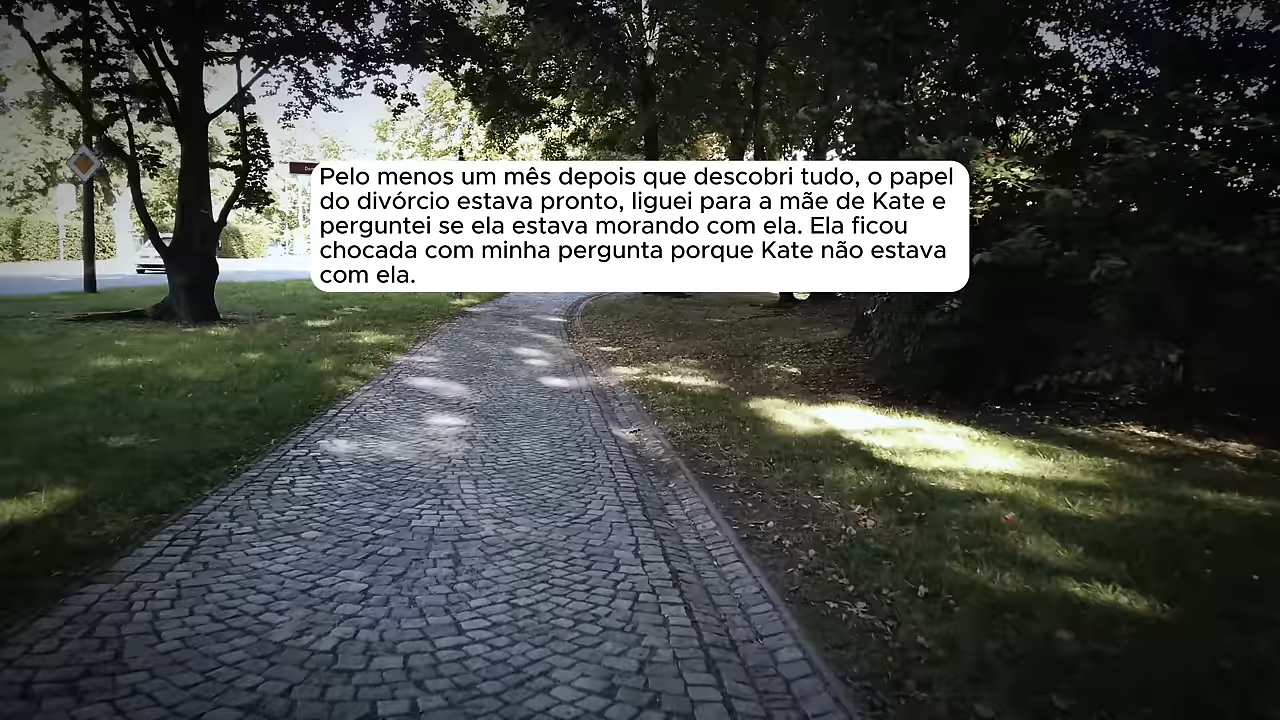 Pelo menos um mês depois que descobri tudo, o papel
do divórcio estava pronto, liguei para a mãe de Kate e
perguntei se ela estava morando com ela. Ela ficou
chocada com minha pergunta porque Kate não estava
com ela.